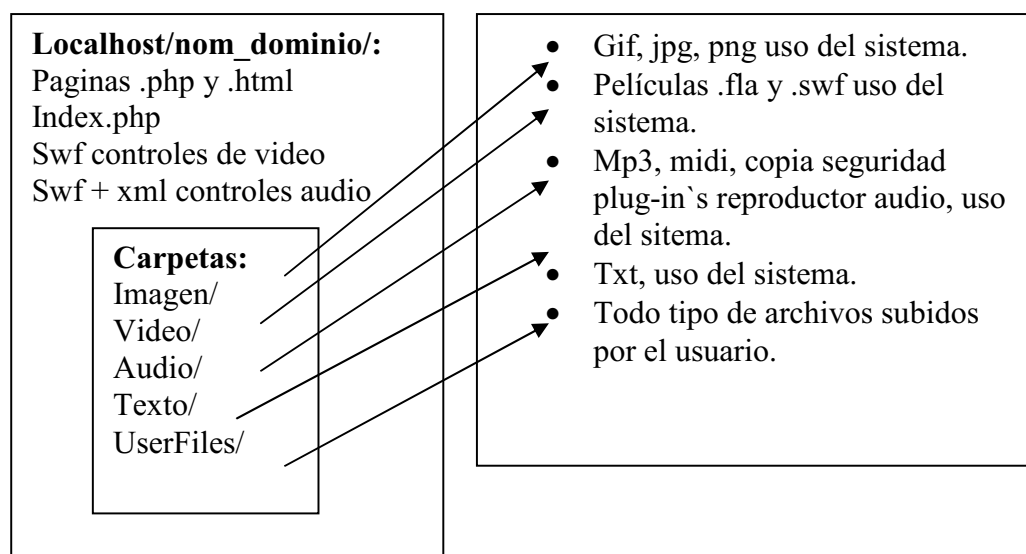 Localhost/nom_dominio/:
Paginas .php y .html
Index.php
Swf controles de video
Swf + xml controles audio
Carpetas:
Imagen/
Video/
Audio/
Texto/
UserFiles/
• Gif, jpg, png uso del sistema.
• Películas .fla y .swf uso del
sistema.
• Mp3, midi, copia seguridad
plug-in`s reproductor audio, uso
del sitema.
• Txt, uso del sistema.
• Todo tipo de archivos subidos
por el usuario.